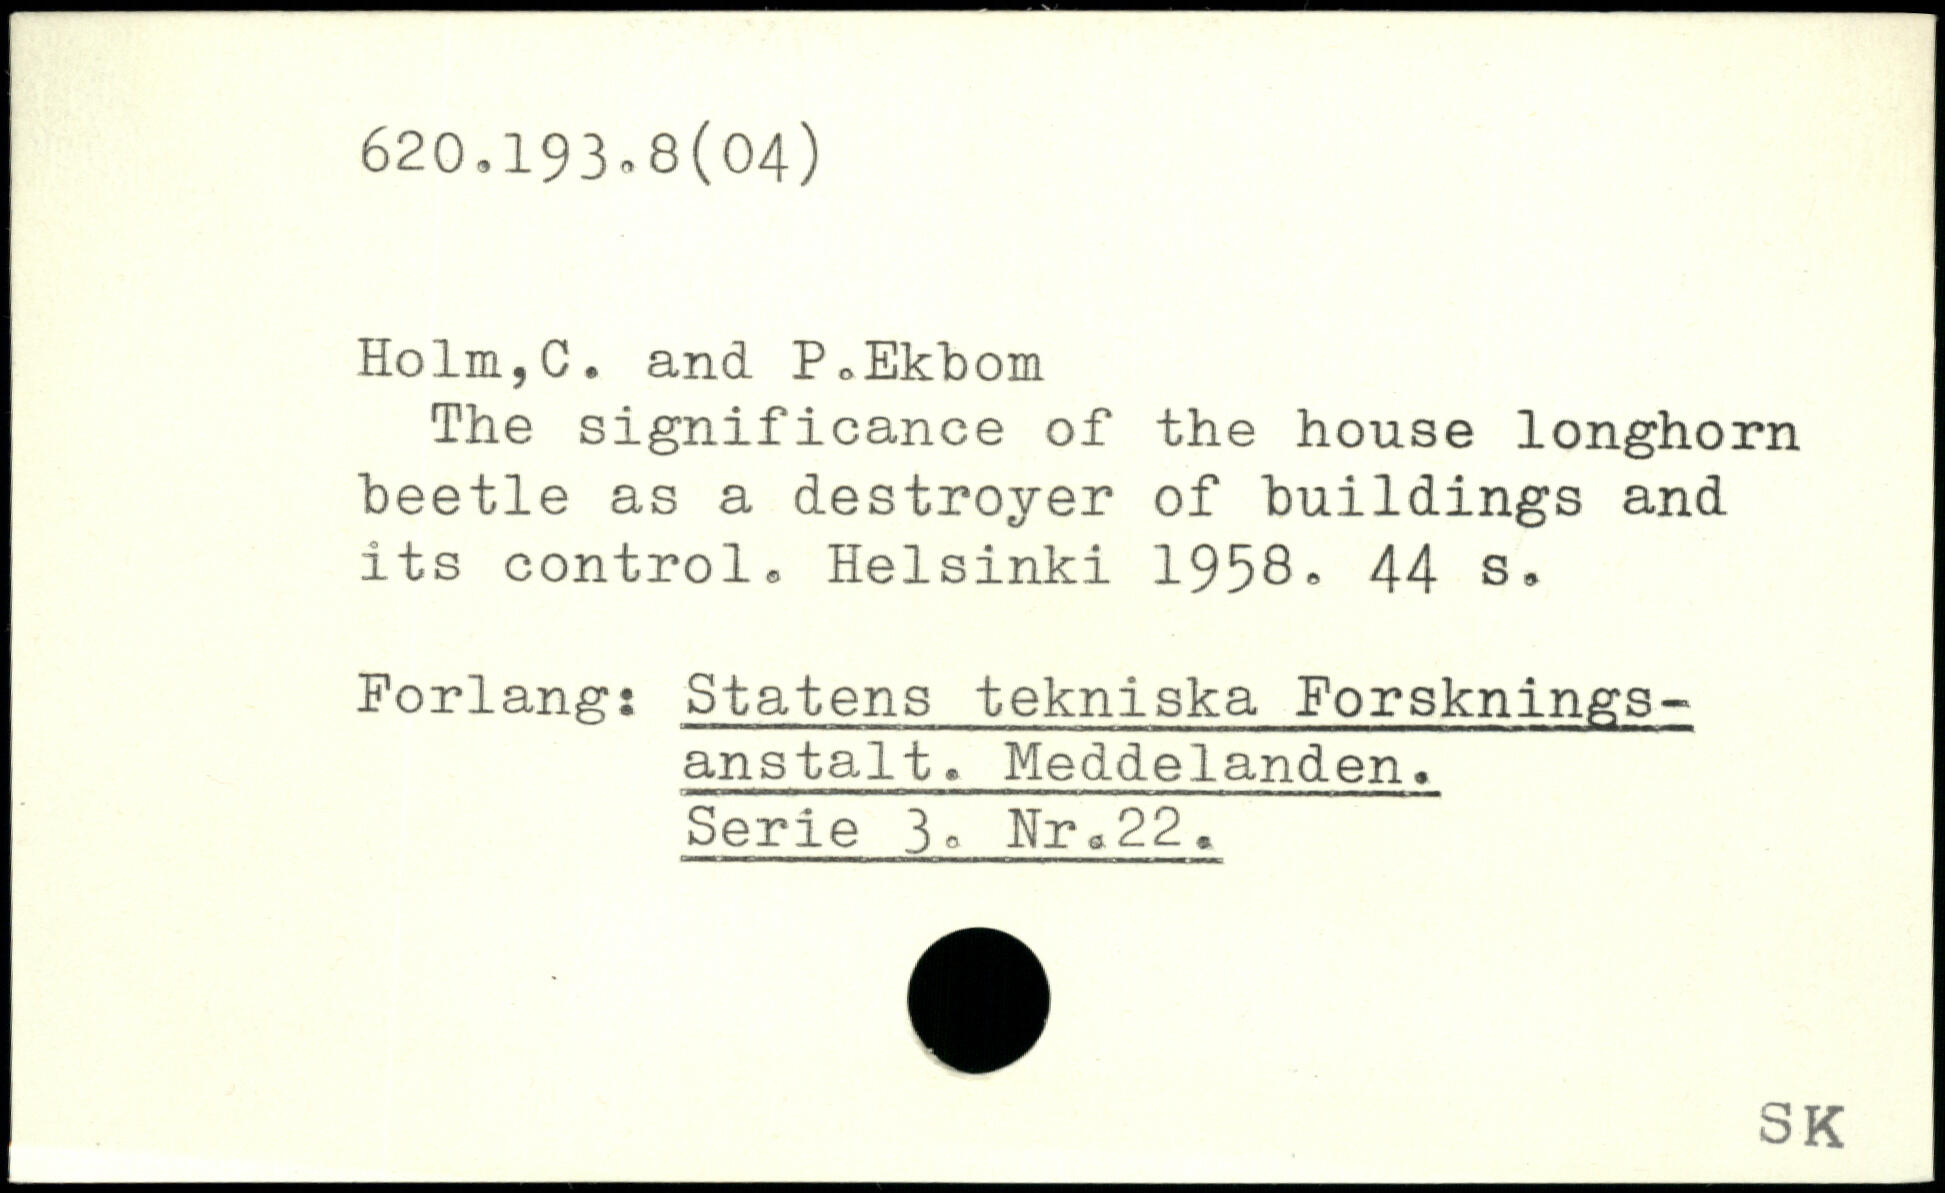 620.193.8(04)
Holm,C. and P.Ekbom
The significance of the house longhorn
beetle as a destroyer of buildings and
its control. Helsinki 1958. 44 s.
Forlang: Statens tekniska Forsknings-
anstalt. Meddelanden.
Serie 3. Nr.22.
SK